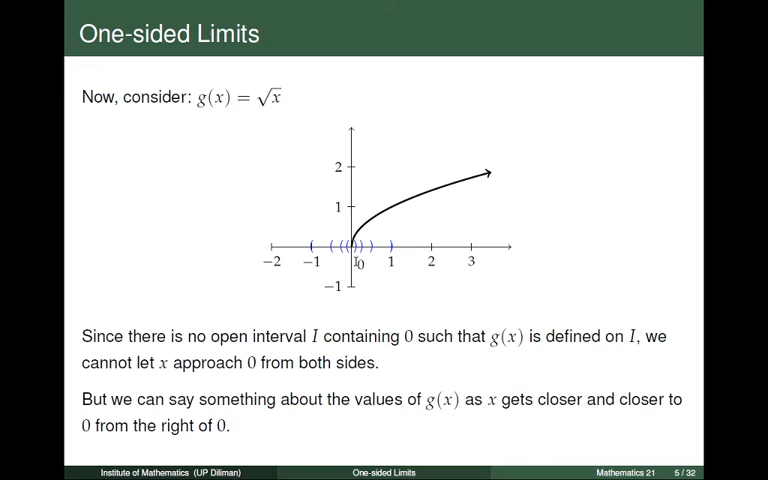 One-sided Limits
Now, consider: g(x) = √x
2
1
−2 −1 0 1 2 3
−1
Since there is no open interval I containing 0 such that g(x) is defined on I, we
cannot let x approach 0 from both sides.
But we can say something about the values of g(x) as x gets closer and closer to
0 from the right of 0.
Institute of Mathematics (UP Diliman) One-sided Limits Mathematics 21 5 / 32